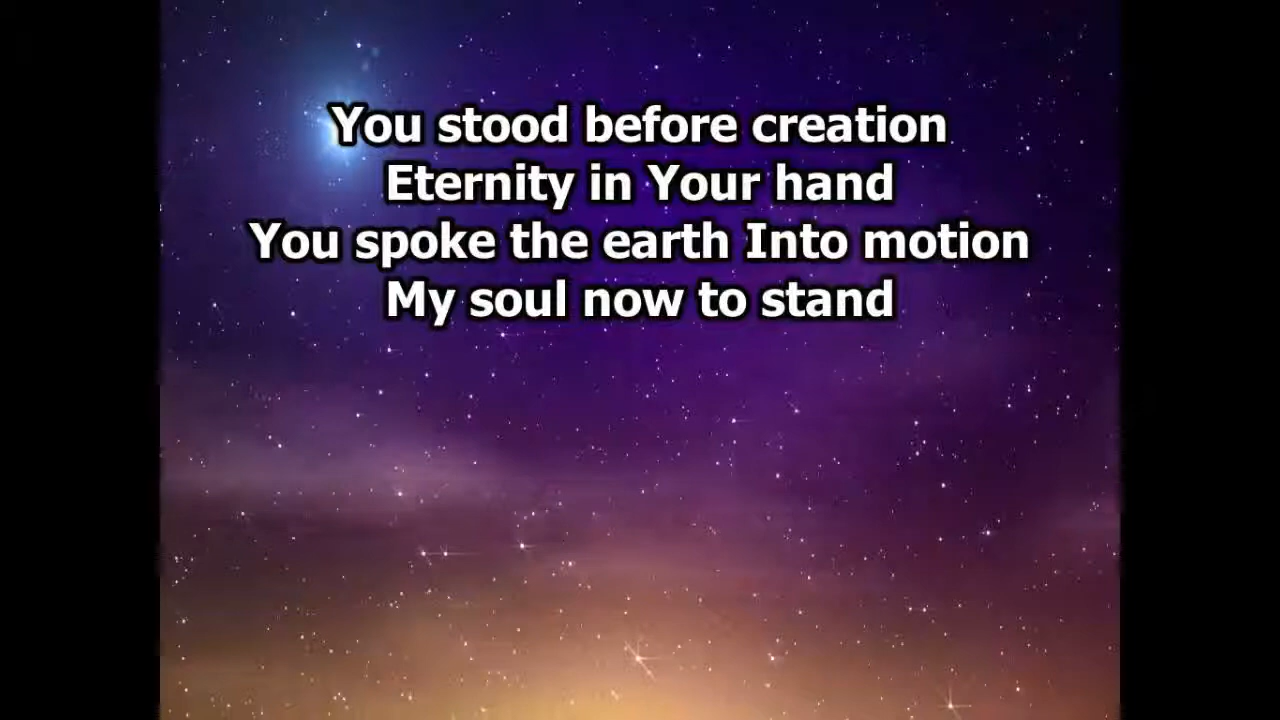 You stood before creation
Eternity in Your hand
You spoke the earth Into motion
My soul now to stand